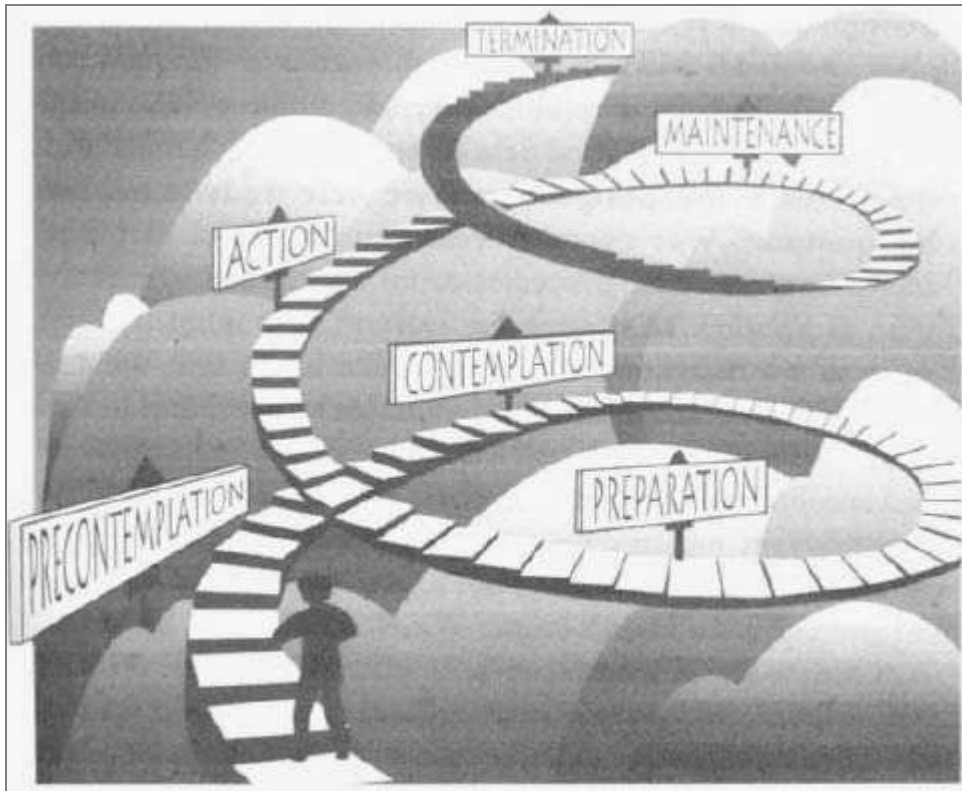 TERMINATION
MAINTENANCE
ACTION
CONTEMPLATION
PRECONTEMPLATION
PREPARATION